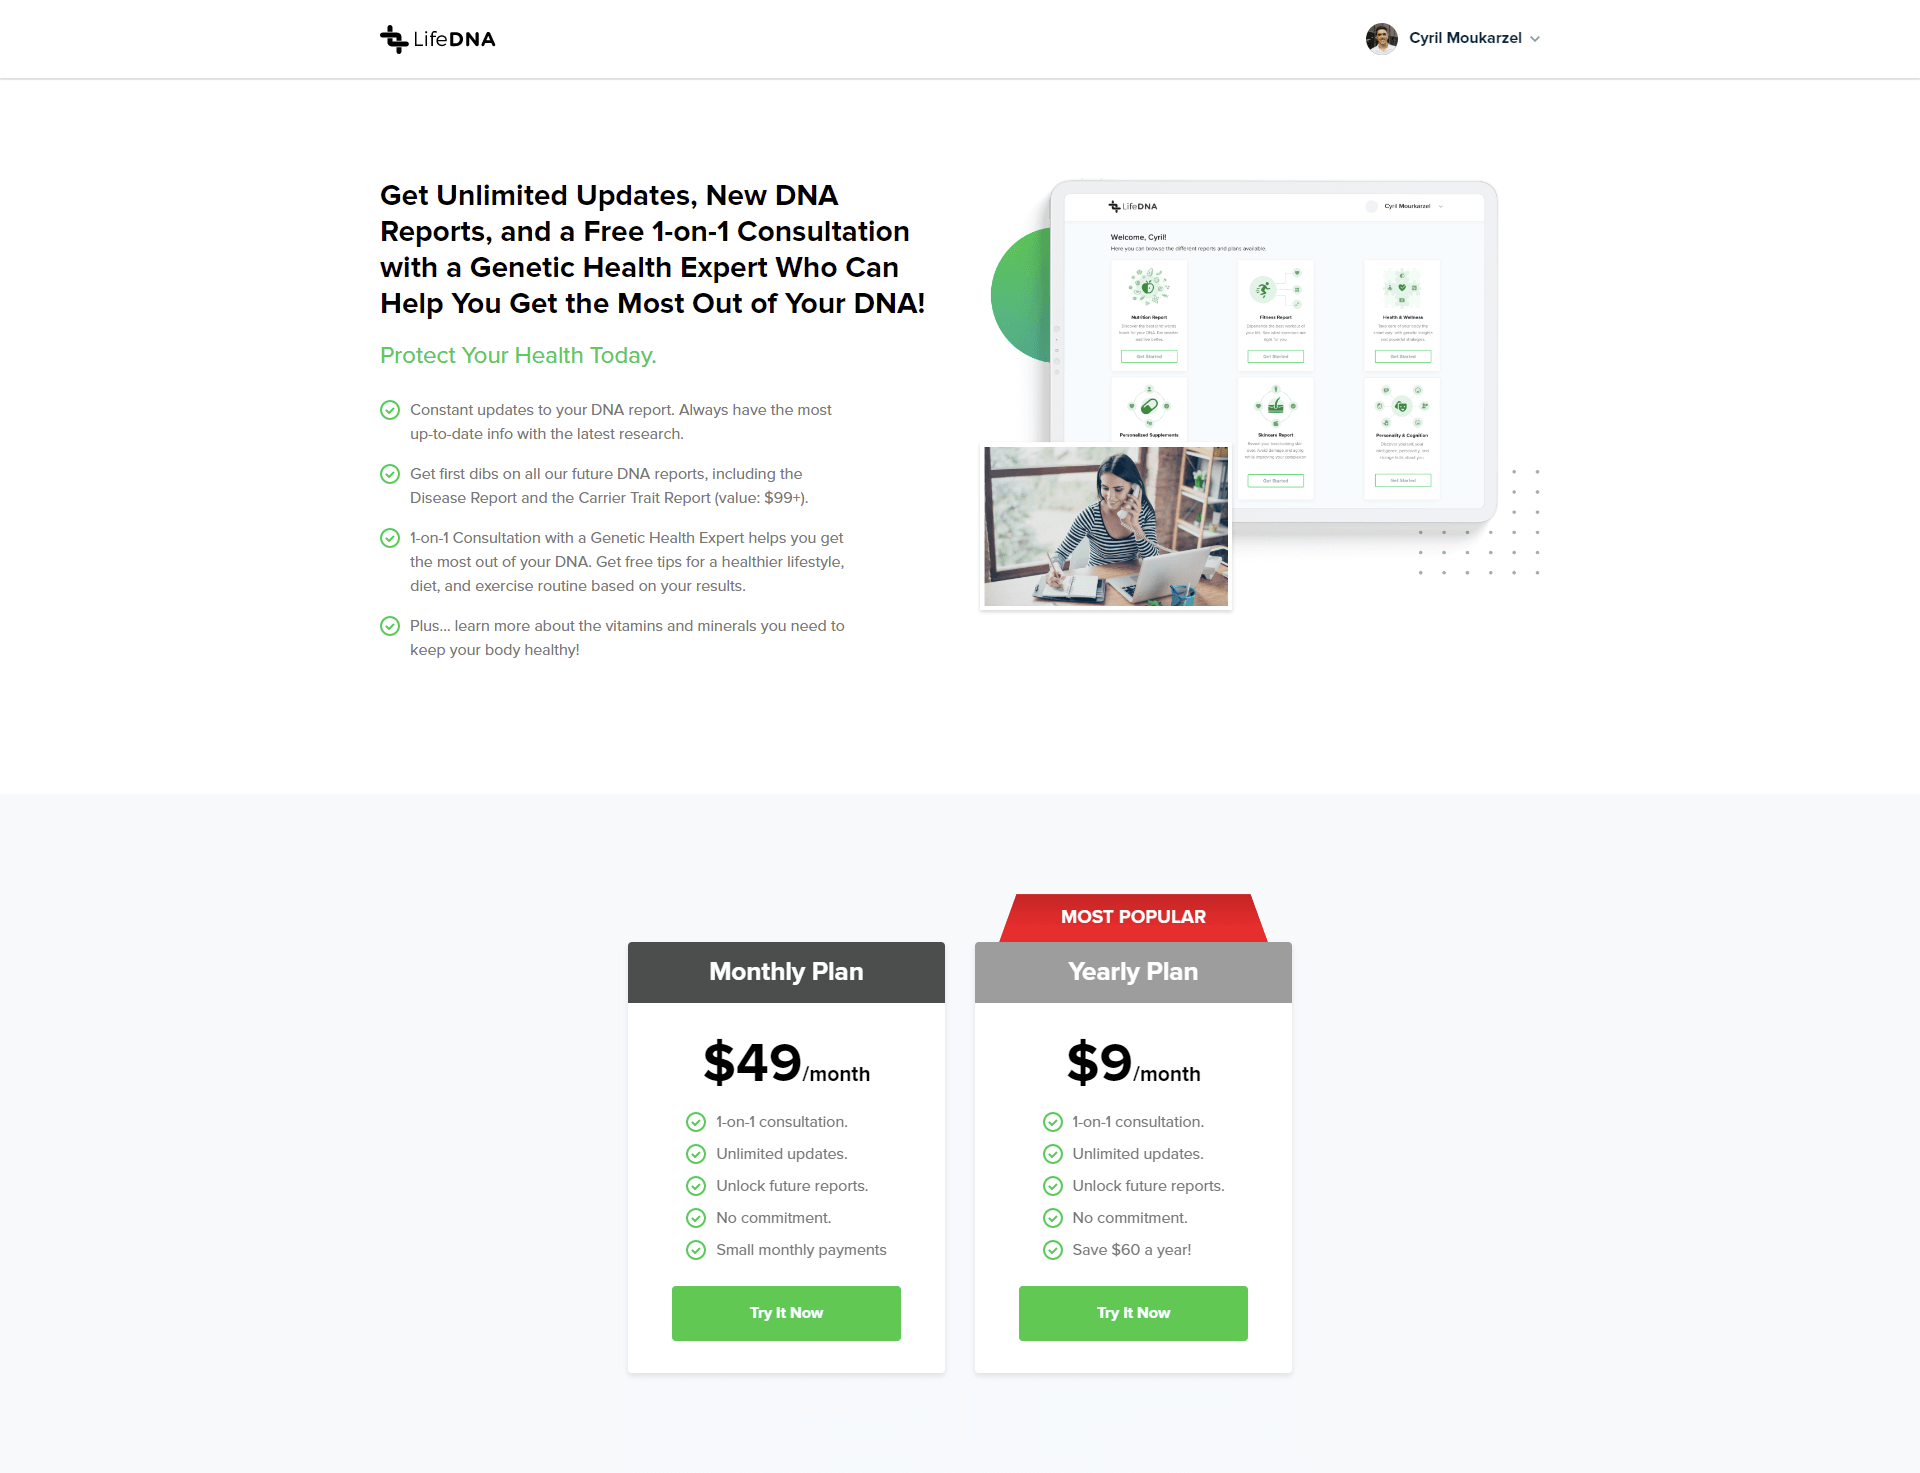 LifeDNA
Cyril Moukarzel
Get Unlimited Updates, New DNA
Reports, and a Free 1-on-1 Consultation
with a Genetic Health Expert Who Can
Help You Get the Most Out of Your DNA!
Protect Your Health Today.
Constant updates to your DNA report. Always have the most
up-to-date info with the latest research.
Get first dibs on all our future DNA reports, including the
Disease Report and the Carrier Trait Report (value: $99+).
1-on-1 Consultation with a Genetic Health Expert helps you get
the most out of your DNA. Get free tips for a healthier lifestyle,
diet, and exercise routine based on your results.
Plus... learn more about the vitamins and minerals you need to
keep your body healthy!
LifeDNA
Cyril Mourkarzel
Welcome, Cyril!
Here you can browse the different reports and plans available.
Nutrition Report
Fitness Report
Health & Wellness
Get Started
Get Started
Get Started
Personalized Supplements
Skincare Report
Personality & Cognition
Get Started
Get Started
MOST POPULAR
Monthly Plan
$49/month
1-on-1 consultation.
Unlimited updates.
Unlock future reports.
No commitment.
Small monthly payments
Try It Now
Yearly Plan
$9/month
1-on-1 consultation.
Unlimited updates.
Unlock future reports.
No commitment.
Save $60 a year!
Try It Now